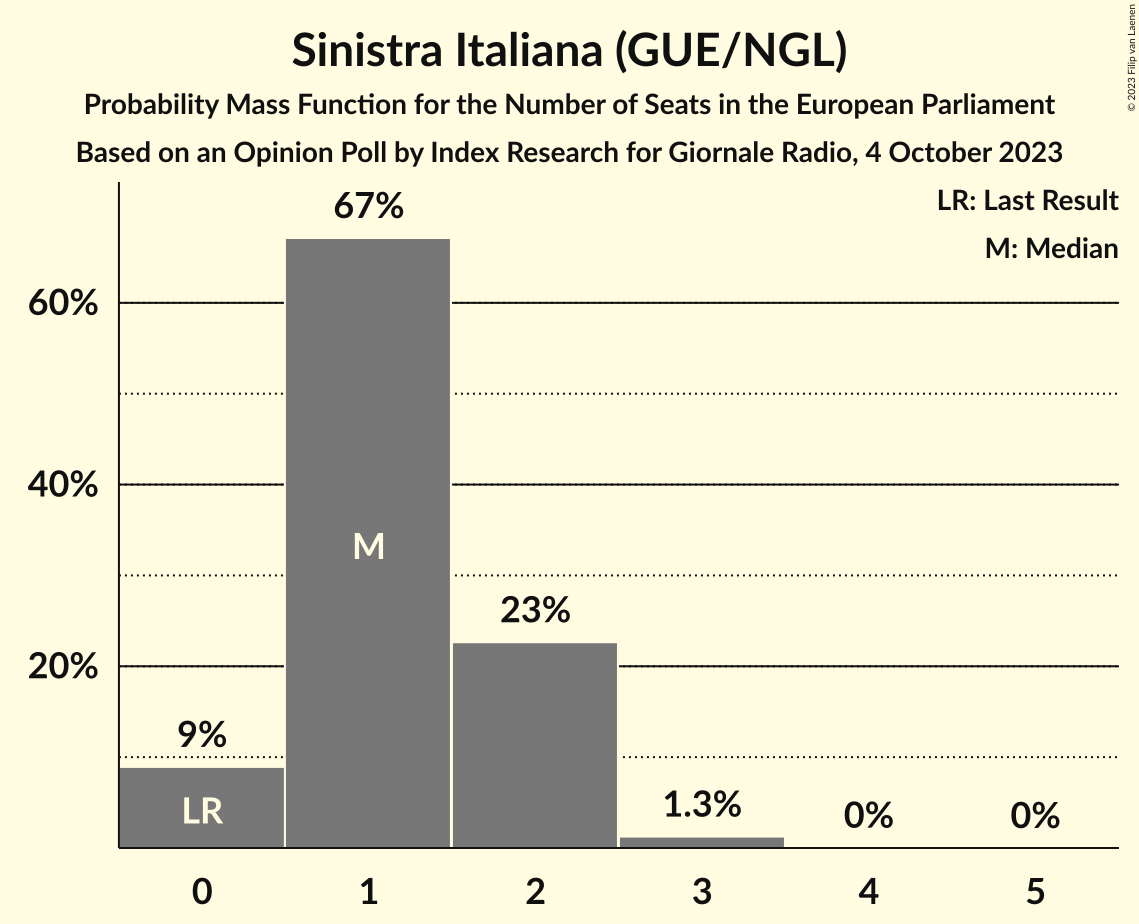 Sinistra Italiana (GUE/NGL)
Probability Mass Function for the Number of Seats in the European Parliament
Based on an Opinion Poll by Index Research for Giornale Radio, 4 October 2023
© 2023 Filip van Laenen
LR: Last Result
M: Median
67%
60%
40%
M
23%
20%
9%
LR
1.3%
0%
0%
0 1 2 3 4 5